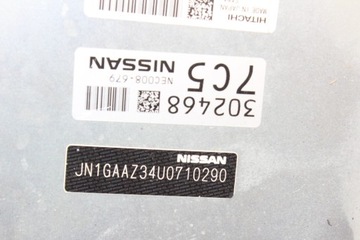 HITACHI
MADE IN JAPAN
NISSAN
NEC008-679
7C5
302468
NISSAN
JN1GAAZ34U0710290